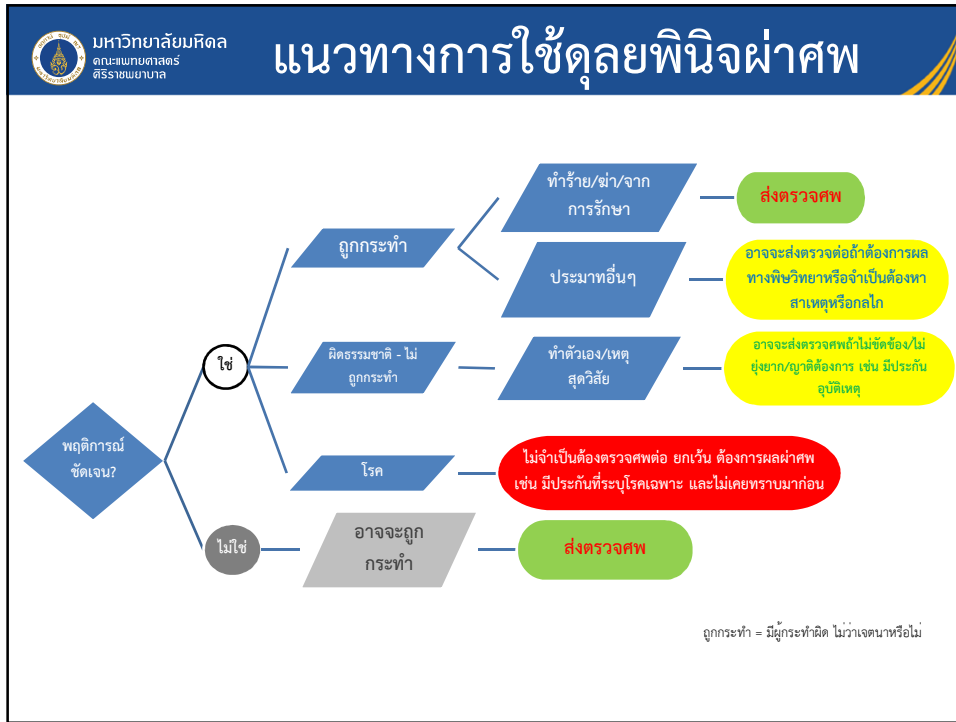 มหาวิทยาลัยมหิดล
คณะแพทยศาสตร์
ศิริราชพยาบาล
แนวทางการใช้ดุลยพินิจผ่าศพ
ทำร้าย/ฆ่า/จาก
การรักษา
ส่งตรวจศพ
ถูกกระทำ
ประมาทอื่นๆ
อาจจะส่งตรวจต่อถ้าต้องการผล
ทางพิษวิทยาหรือจำเป็นต้องหา
สาเหตุหรือกลไก
ใช่
ผิดธรรมชาติ - ไม่
ถูกกระทำ
ทำตัวเอง/เหตุ
สุดวิสัย
อาจจะส่งตรวจศพถ้าไม่ขัดข้อง/ไม่
ยุ่งยาก/ญาติต้องการ เช่น มีประกัน
อุบัติเหตุ
พฤติการณ์
ชัดเจน?
โรค
ไม่จำเป็นต้องตรวจศพต่อ ยกเว้น ต้องการผลผ่าศพ
เช่น มีประกันที่ระบุโรคเฉพาะ และไม่เคยทราบมาก่อน
ไม่ใช่
อาจจะถูก
กระทำ
ส่งตรวจศพ
ถูกกระทำ = มีผู้กระทำผิด ไม่ว่าเจตนาหรือไม่